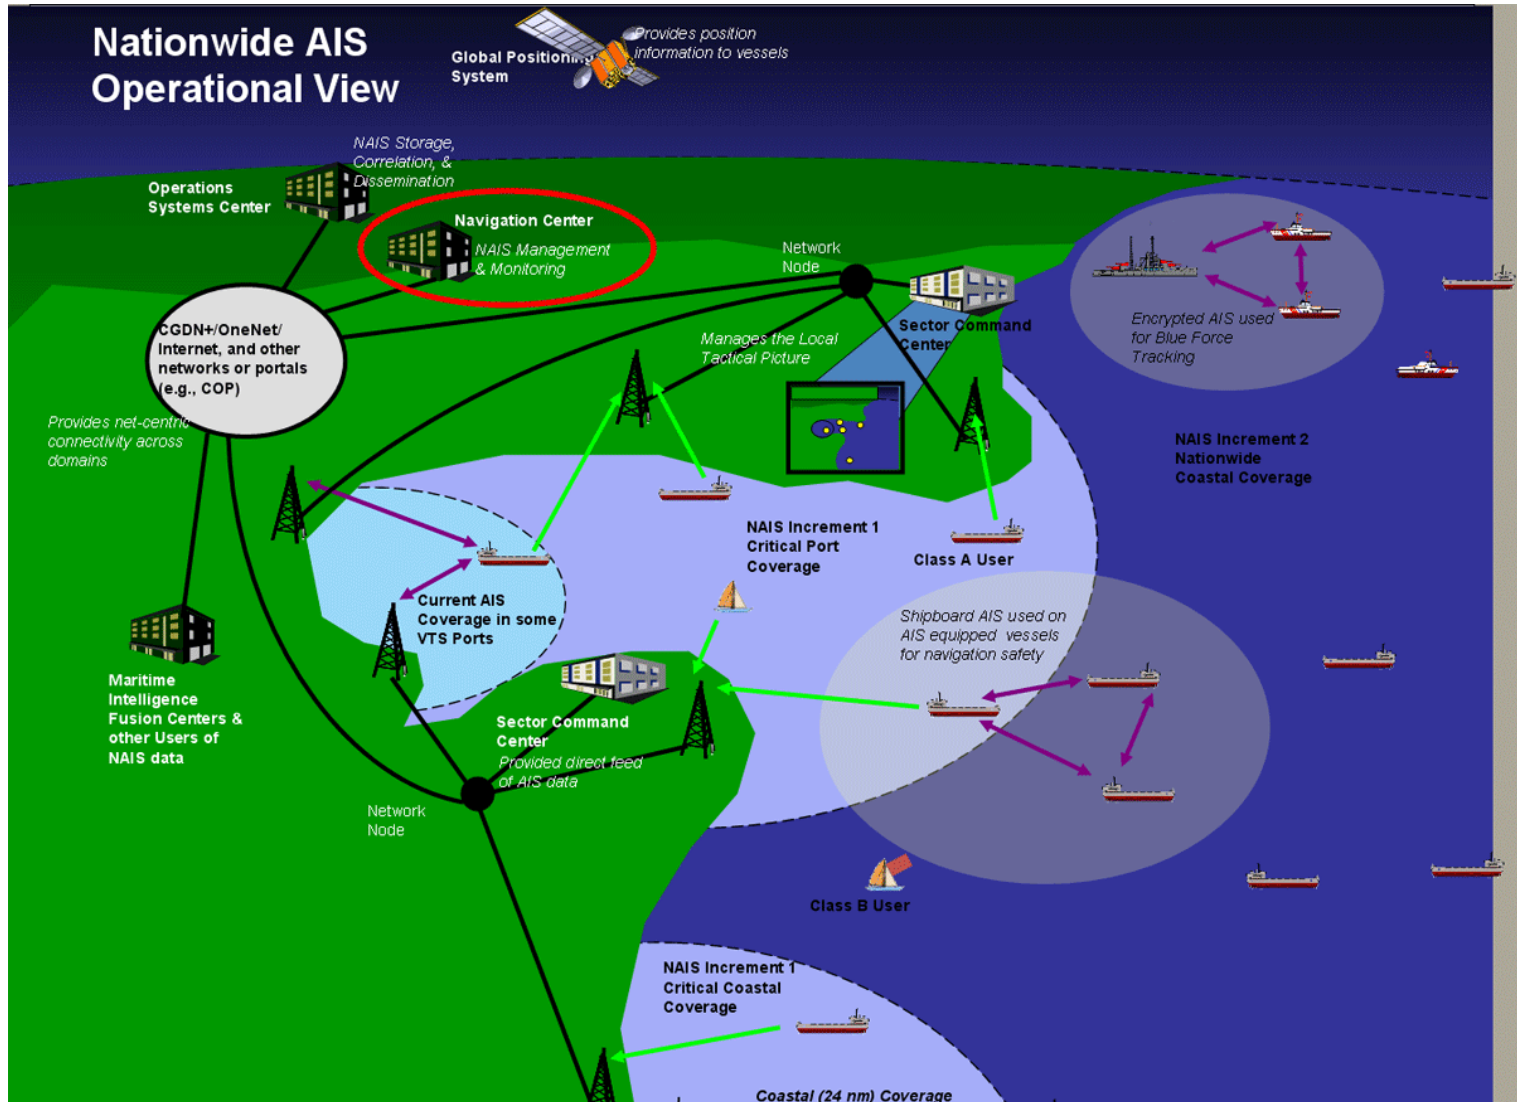 Nationwide AIS
Operational View
Global Positioning
System
Provides position
information to vessels
NAIS Storage,
Correlation, &
Dissemination
Operations
Systems Center
Navigation Center
NAIS Management
& Monitoring
Network
Node
Sector Command
Center
Manages the Local
Tactical Picture
Encrypted AIS used
for Blue Force
Tracking
CGDN+/OneNet/
Internet, and other
networks or portals
(e.g., COP)
Provides net-centric
connectivity across
domains
NAIS Increment 2
Nationwide
Coastal Coverage
NAIS Increment 1
Critical Port
Coverage
Class A User
Current AIS
Coverage in some
VTS Ports
Shipboard AIS used on
AIS equipped vessels
for navigation safety
Maritime
Intelligence
Fusion Centers &
other Users of
NAIS data
Sector Command
Center
Provided direct feed
of AIS data
Network
Node
Class B User
NAIS Increment 1
Critical Coastal
Coverage
Coastal (24 nm) Coverage